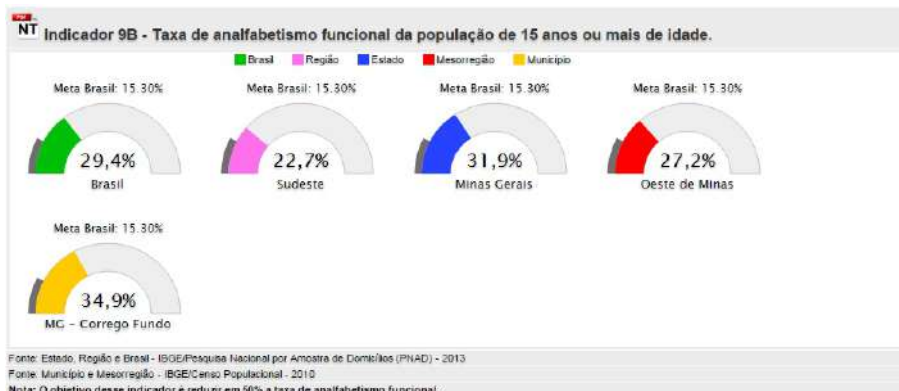 PDF
NT Indicador 9B - Taxa de analfabetismo funcional da população de 15 anos ou mais de idade.
Brasil Região Estado Mesorregião Município
Meta Brasil: 15.30% Meta Brasil: 15.30% Meta Brasil: 15.30% Meta Brasil: 15.30%
29,4% 22,7% 31,9% 27,2%
Brasil Sudeste Minas Gerais Oeste de Minas
Meta Brasil: 15.30%
34,9%
MG - Corrego Fundo
Fonte: Estado, Região e Brasil - IBGE/Pesquisa Nacional por Amostra de Domicílios (PNAD) - 2013
Fonte: Município e Mesorregião - IBGE/Censo Populacional - 2010
Nota: O objetivo desse indicador é reduzir em 50% a taxa de analfabetismo funcional